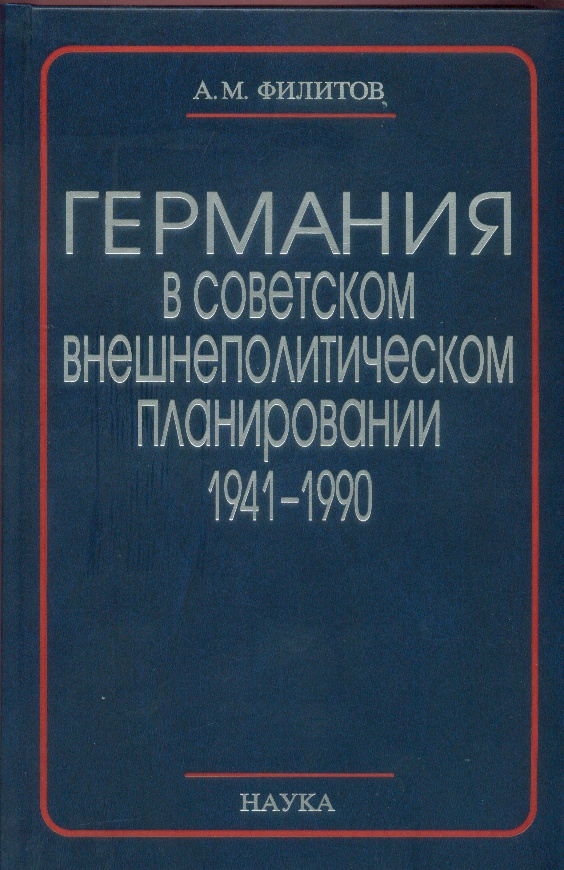 А. М. ФИЛИТОВ
ГЕРМАНИЯ
В СОВЕТСКОМ
ВНЕШНЕПОЛИТИЧЕСКОМ
ПЛАНИРОВАНИИ
1941–1990
НАУКА